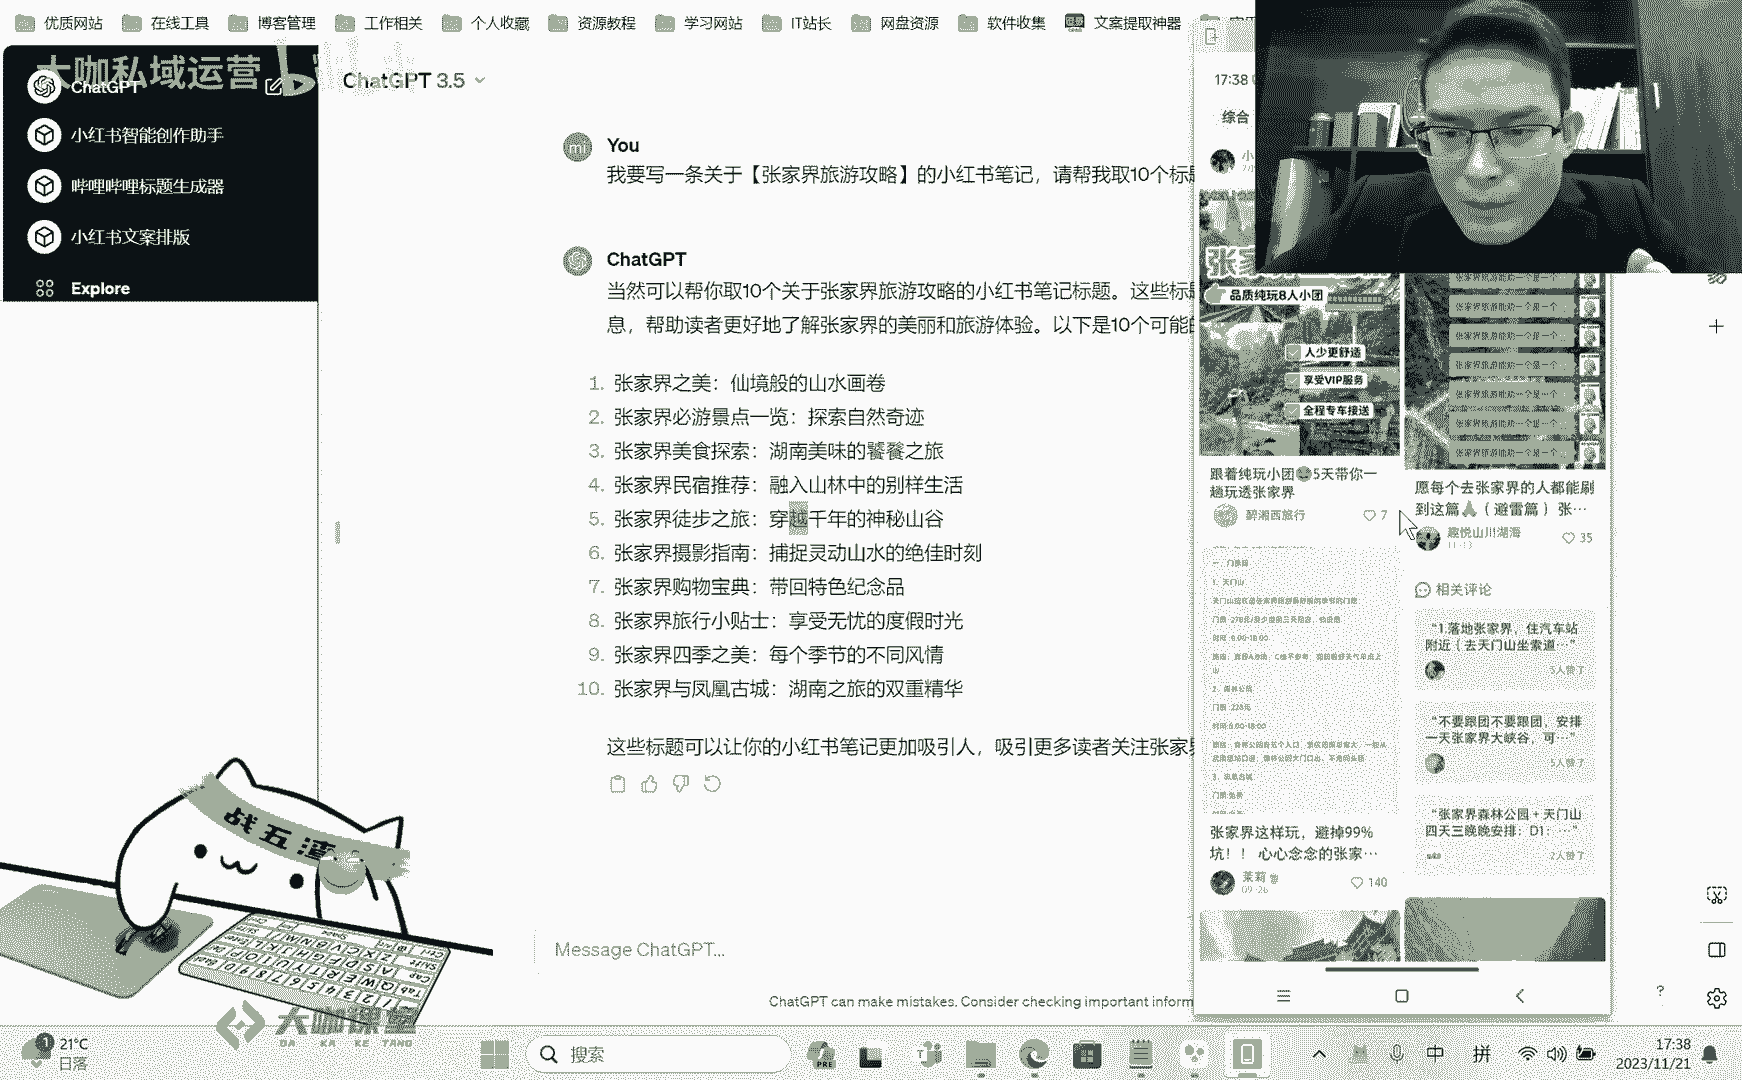 优质网站
在线工具
博客管理
工作相关
个人收藏
资源教程
学习网站
IT站长
网盘资源
软件收集
文案提取神器
大咖私域运营
ChatGPT
小红书智能创作助手
哔哩哔哩标题生成器
小红书文案排版
Explore
ChatGPT 3.5
You
我要写一条关于【张家界旅游攻略】的小红书笔记，请帮我取10个标题
ChatGPT
当然可以帮你取10个关于张家界旅游攻略的小红书笔记标题。这些标题
息，帮助读者更好地了解张家界的美丽和旅游体验。以下是10个可能的
1. 张家界之美：仙境般的山水画卷
2. 张家界必游景点一览：探索自然奇迹
3. 张家界美食探索：湖南美味的饕餮之旅
4. 张家界民宿推荐：融入山林中的别样生活
5. 张家界徒步之旅：穿越千年的神秘山谷
6. 张家界摄影指南：捕捉灵动山水的绝佳时刻
7. 张家界购物宝典：带回特色纪念品
8. 张家界旅行小贴士：享受无忧的度假时光
9. 张家界四季之美：每个季节的不同风情
10. 张家界与凤凰古城：湖南之旅的双重精华
这些标题可以让你的小红书笔记更加吸引人，吸引更多读者关注张家界
Message ChatGPT...
ChatGPT can make mistakes. Consider checking important inform
17:38
综合
张
品质纯玩8人小团
人少更舒适
享受VIP服务
全程专车接送
跟着纯玩小团5天带你一
趟玩透张家界
醉湘西旅行
7
愿每个去张家界的人都能刷
到这篇🙏（避雷篇）张…
趣悦山川湖海
11-13
35
相关评论
“1.落地张家界，住汽车站
附近（去天门山坐索道…”
5人赞了
“不要跟团不要跟团，安排
一天张家界大峡谷，可…”
5人赞了
“张家界森林公园+天门山
四天三晚晚安排：D1：…”
2人赞了
张家界这样玩，避掉99%
坑！！ 心心念念的张家…
茉莉
09-26
140
战五渣
大咖课堂
DA KA KE TANG
21°C
日落
搜索
PRE
中
拼
17:38
2023/11/21